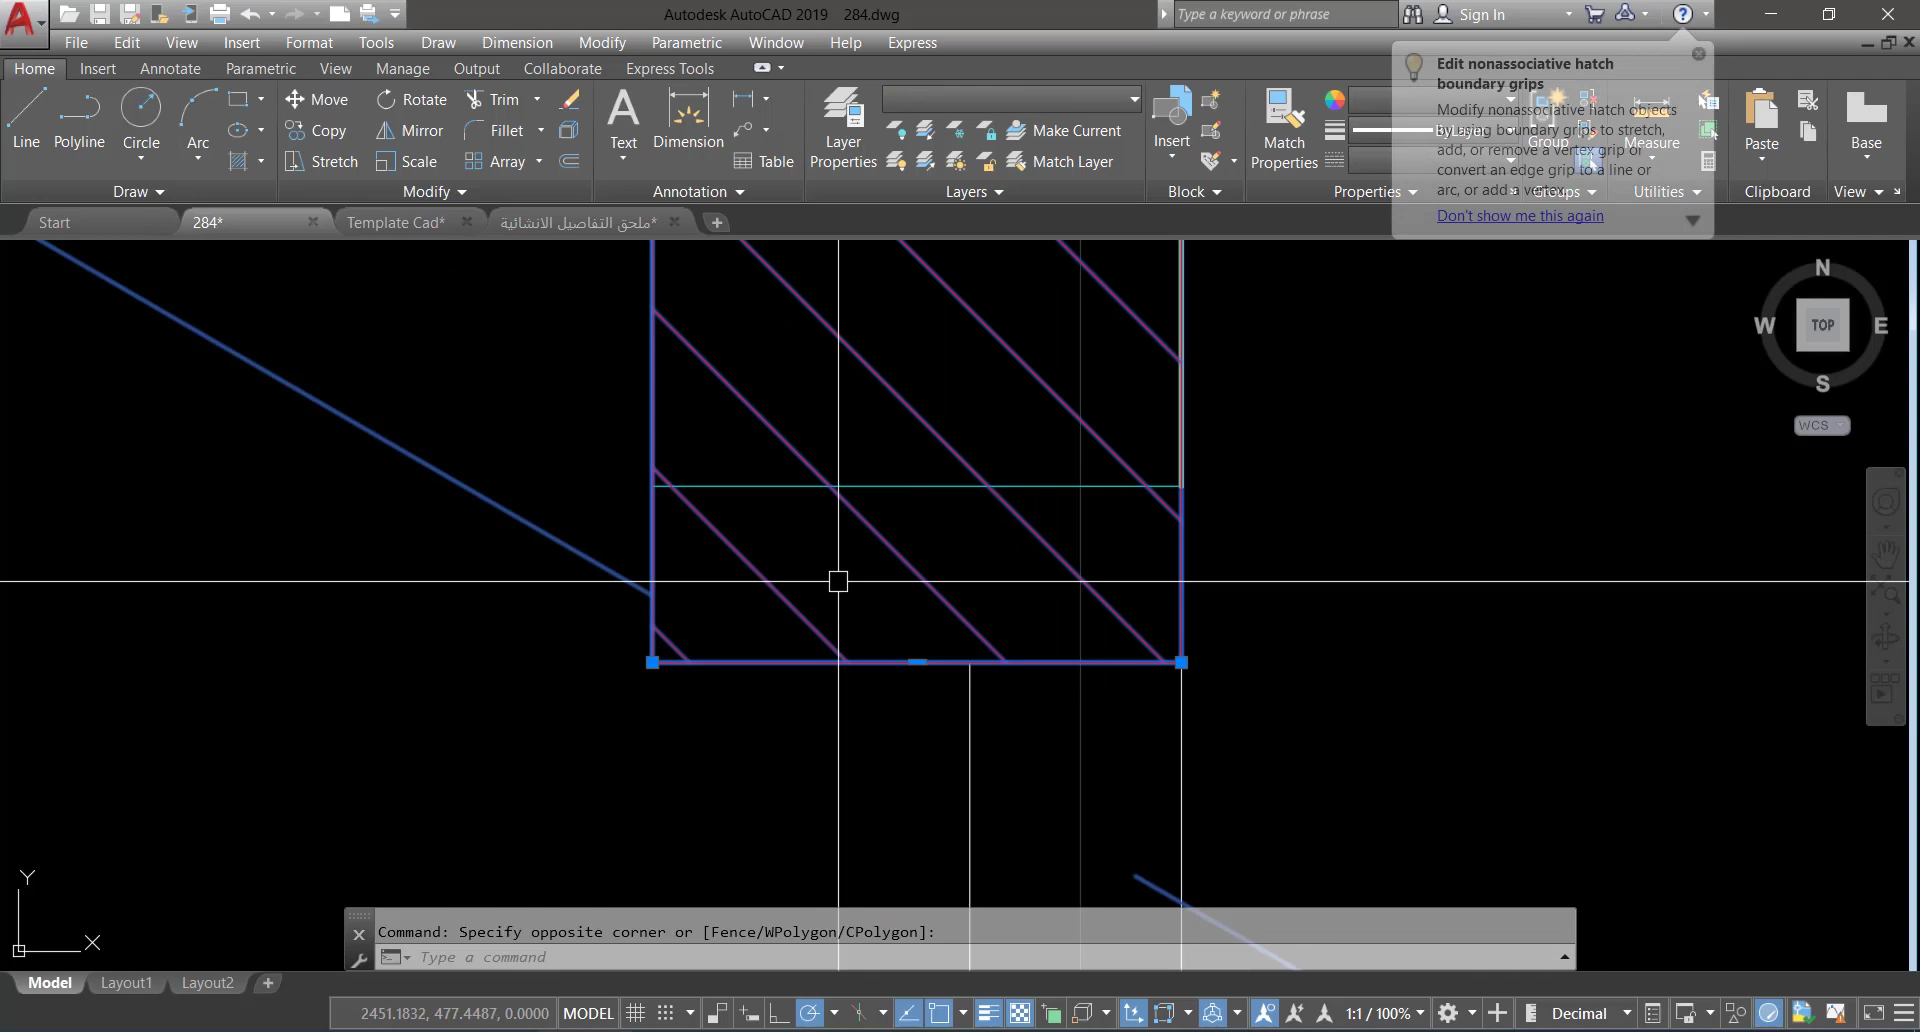 Autodesk AutoCAD 2019 284.dwg
Type a keyword or phrase
Sign In
File Edit View Insert Format Tools Draw Dimension Modify Parametric Window Help Express
Home Insert Annotate Parametric View Manage Output Collaborate Express Tools
Line
Polyline
Circle
Arc
Draw
Move
Rotate
Trim
Copy
Mirror
Fillet
Stretch
Scale
Array
Modify
Text
Dimension
Table
Annotation
Layer
Properties
Make Current
Match Layer
Layers
Insert
Block
Match
Properties
ByLayer
Properties
Group
Groups
Measure
Utilities
Paste
Clipboard
Base
View
Edit nonassociative hatch
boundary grips
Modify nonassociative hatch objects
by using boundary grips to stretch,
add, or remove a vertex grip or
convert an edge grip to a line or
arc, or add a vertex.
Don't show me this again
Start
284*
Template Cad*
ملحق التفاصيل الانشائية*
N
W
TOP
E
S
WCS
Y
X
Command: Specify opposite corner or [Fence/WPolygon/CPolygon]:
Type a command
Model Layout1 Layout2
2451.1832, 477.4487, 0.0000
MODEL
1:1 / 100%
Decimal